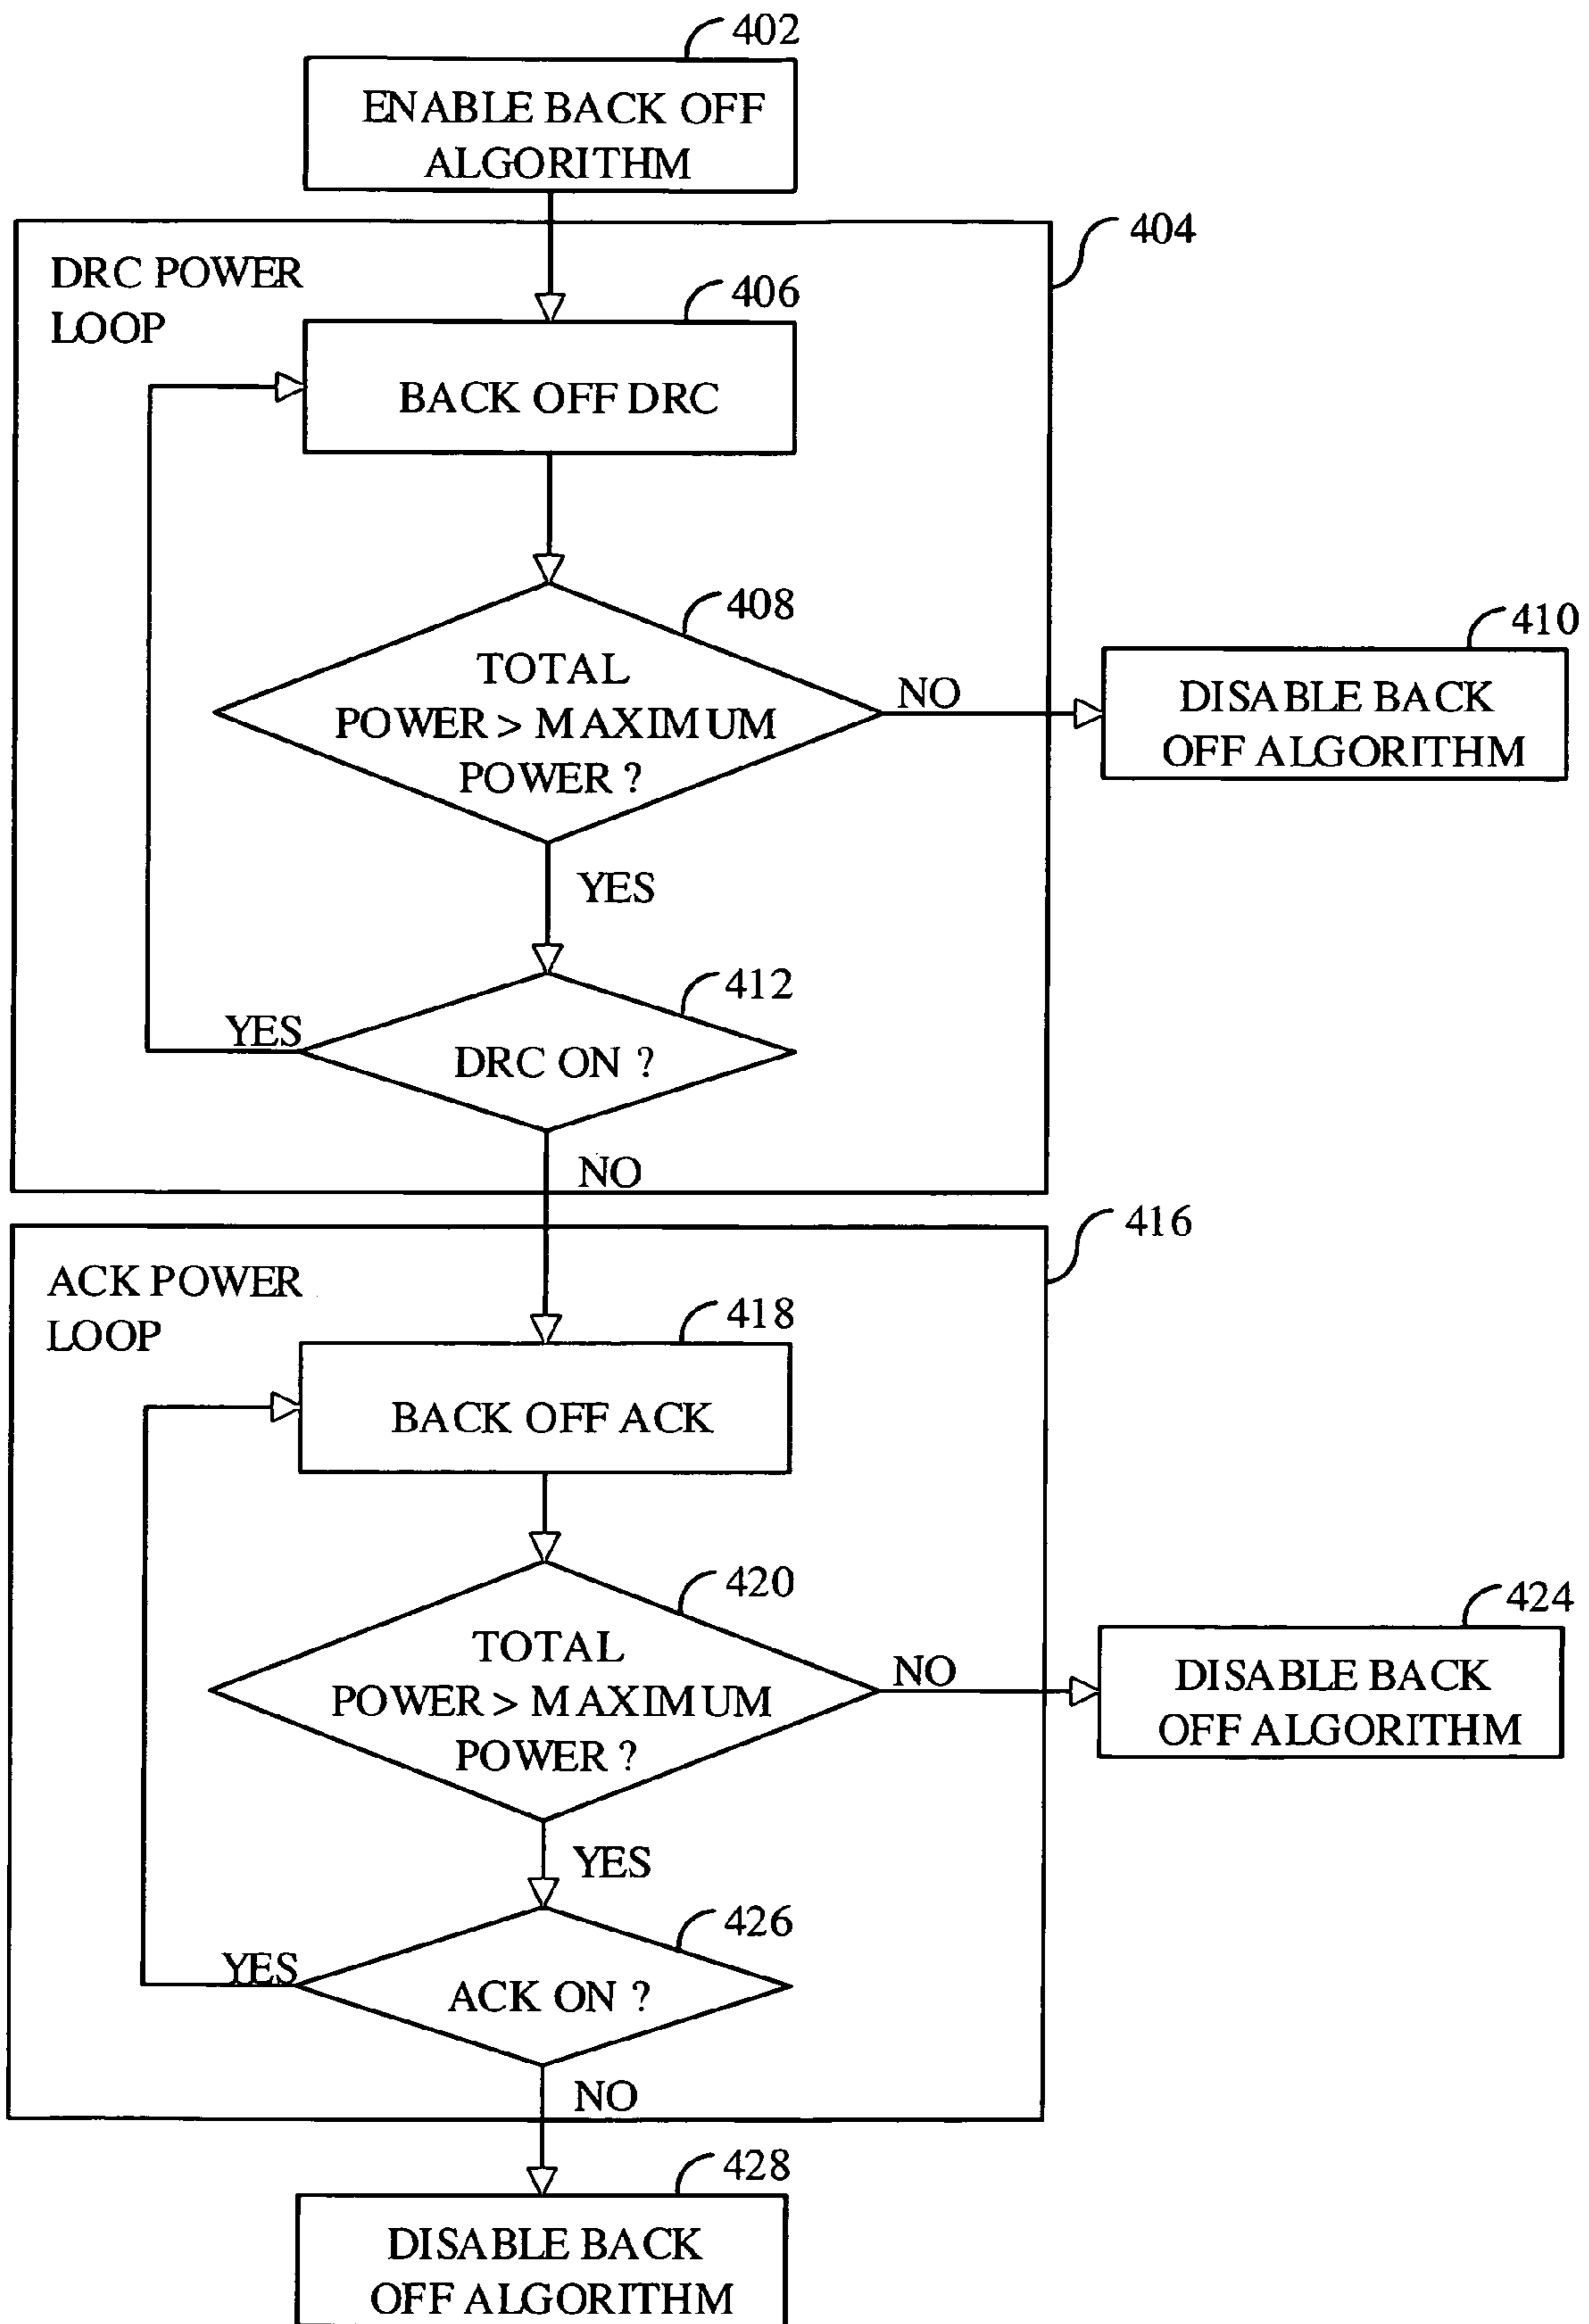 402
ENABLE BACK OFF
ALGORITHM
404
DRC POWER
LOOP
406
BACK OFF DRC
408
TOTAL
POWER > MAXIMUM
POWER ?
NO
410
DISABLE BACK
OFF ALGORITHM
YES
412
DRC ON ?
YES
NO
416
ACK POWER
LOOP
418
BACK OFF ACK
420
TOTAL
POWER > MAXIMUM
POWER ?
NO
424
DISABLE BACK
OFF ALGORITHM
YES
426
ACK ON ?
YES
NO
428
DISABLE BACK
OFF ALGORITHM